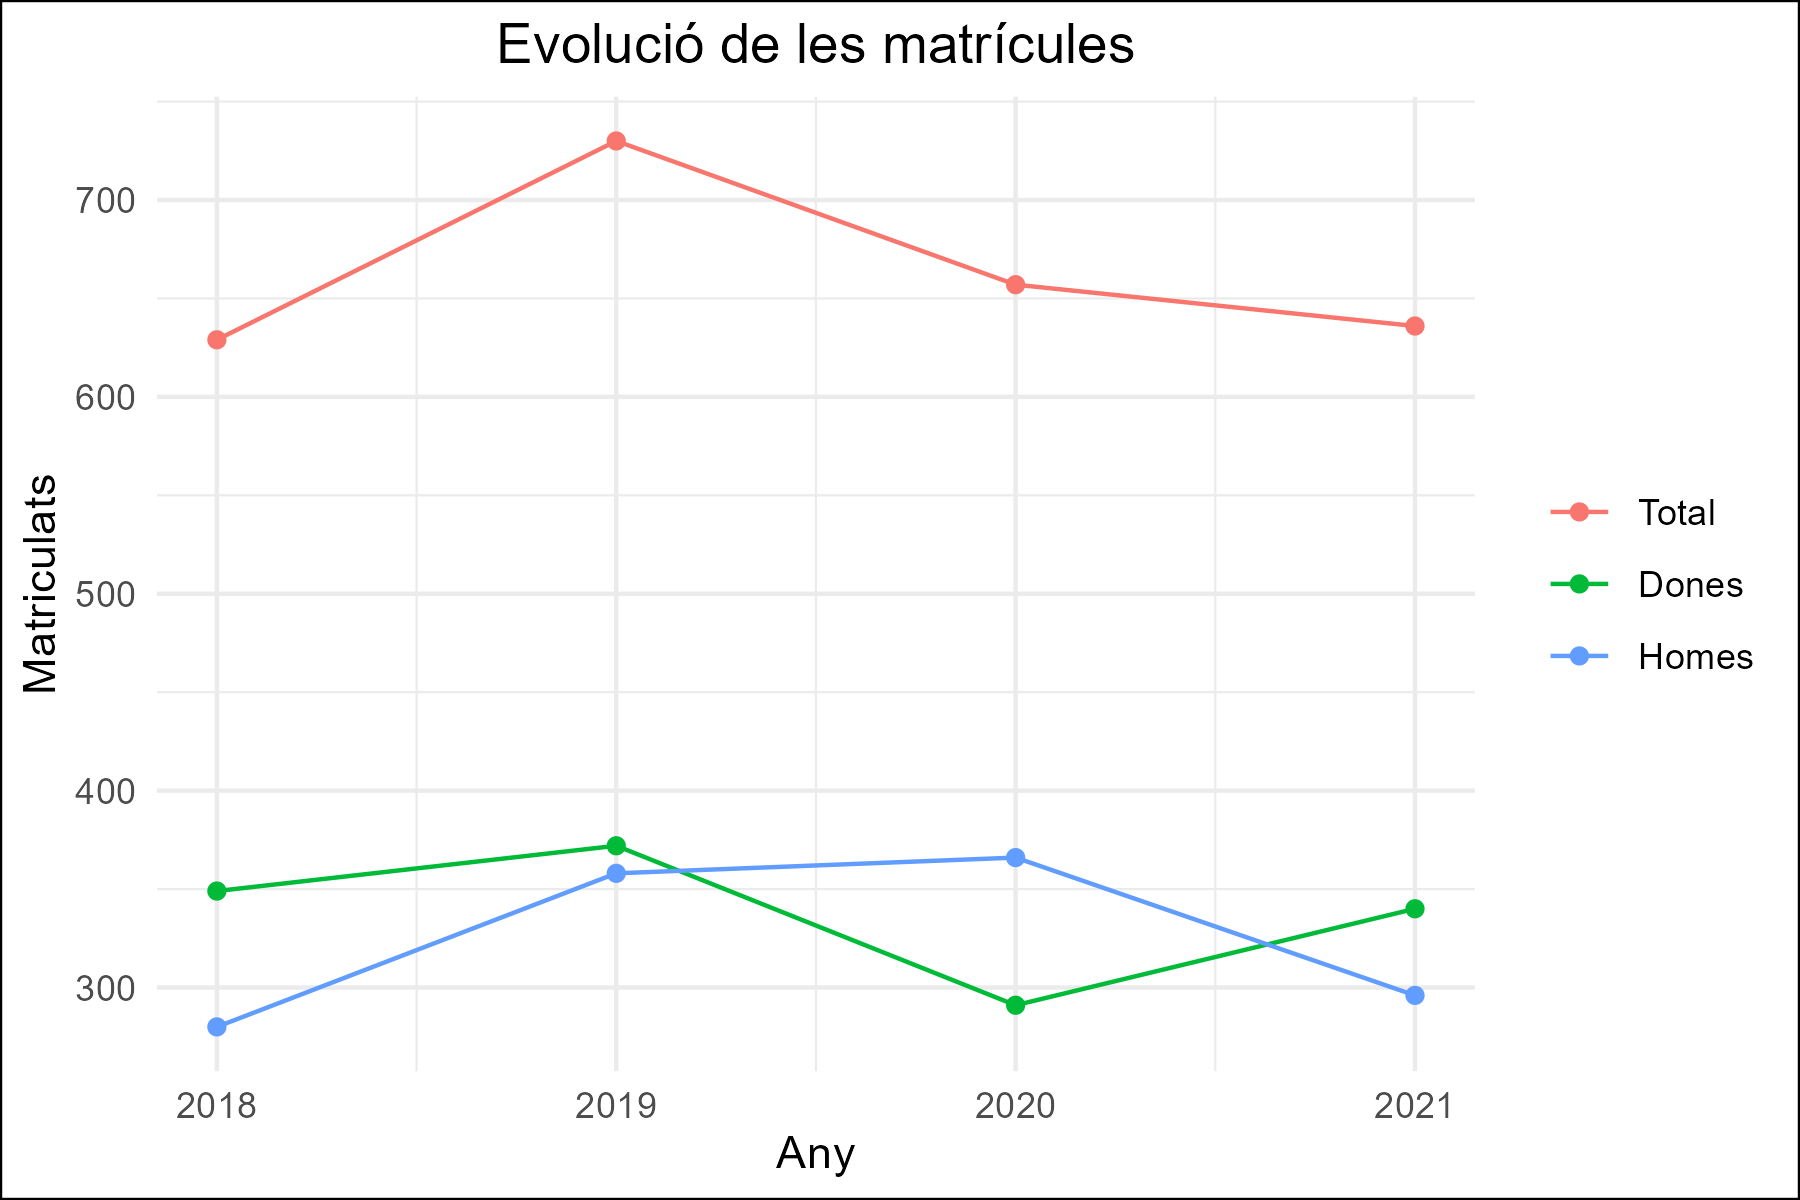 Evolució de les matrícules
Matriculats
700
600
500
400
300
2018
2019
2020
2021
Any
Total
Dones
Homes